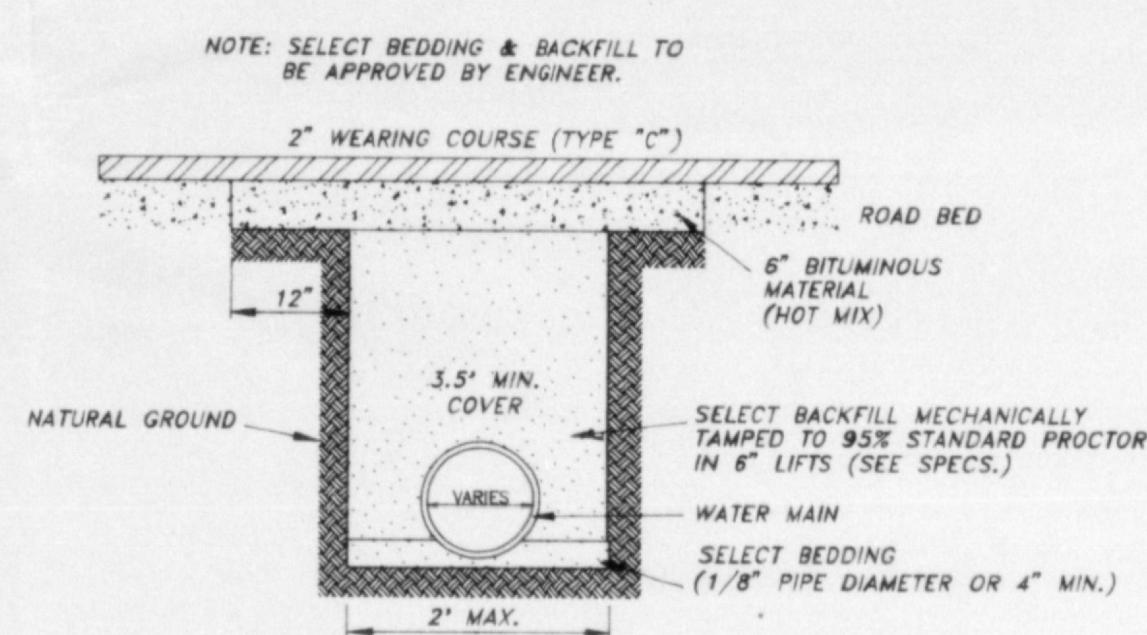 NOTE: SELECT BEDDING & BACKFILL TO
BE APPROVED BY ENGINEER.
2" WEARING COURSE (TYPE "C")
ROAD BED
6" BITUMINOUS
MATERIAL
(HOT MIX)
12"
3.5' MIN.
COVER
NATURAL GROUND
SELECT BACKFILL MECHANICALLY
TAMPED TO 95% STANDARD PROCTOR
IN 6" LIFTS (SEE SPECS.)
VARIES
WATER MAIN
SELECT BEDDING
(1/8" PIPE DIAMETER OR 4" MIN.)
2' MAX.